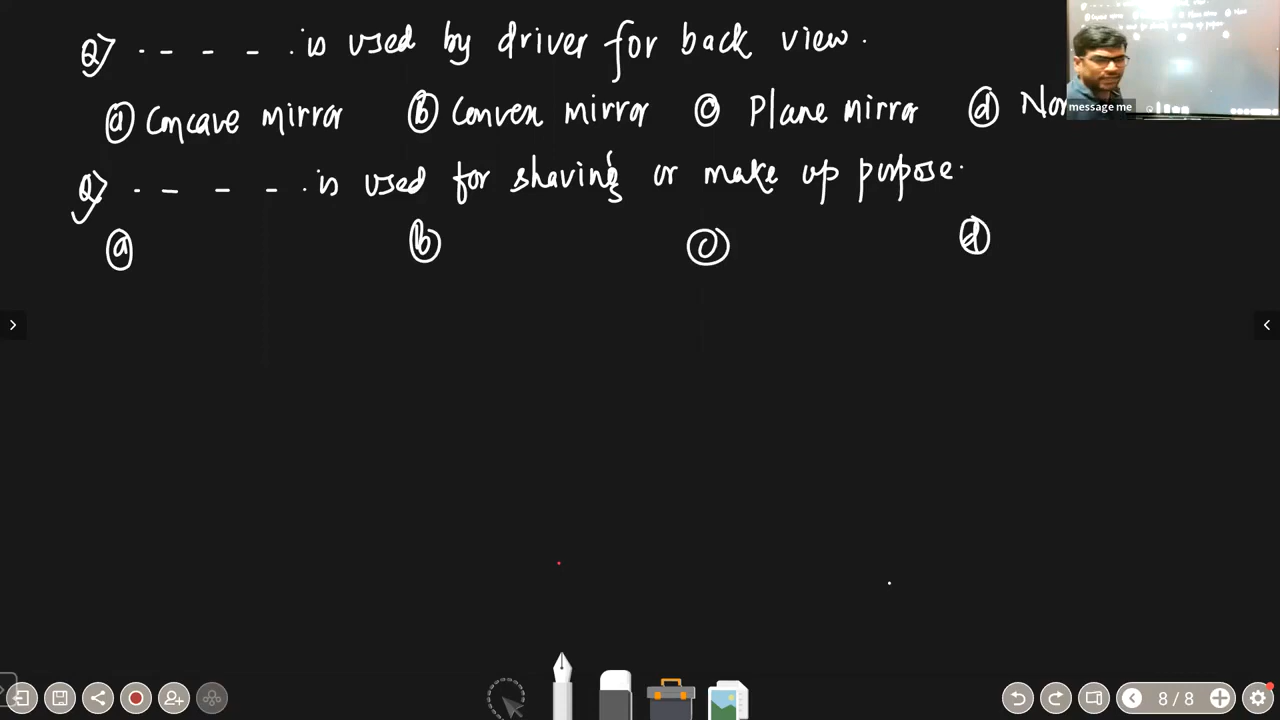 Q) - - - - is used by driver for back view.
(a) Concave mirror (b) Convex mirror (c) Plane mirror (d)
Q) - - - - is used for shaving or make up purpose.
(a) (b) (c) (d)
message me
8 / 8